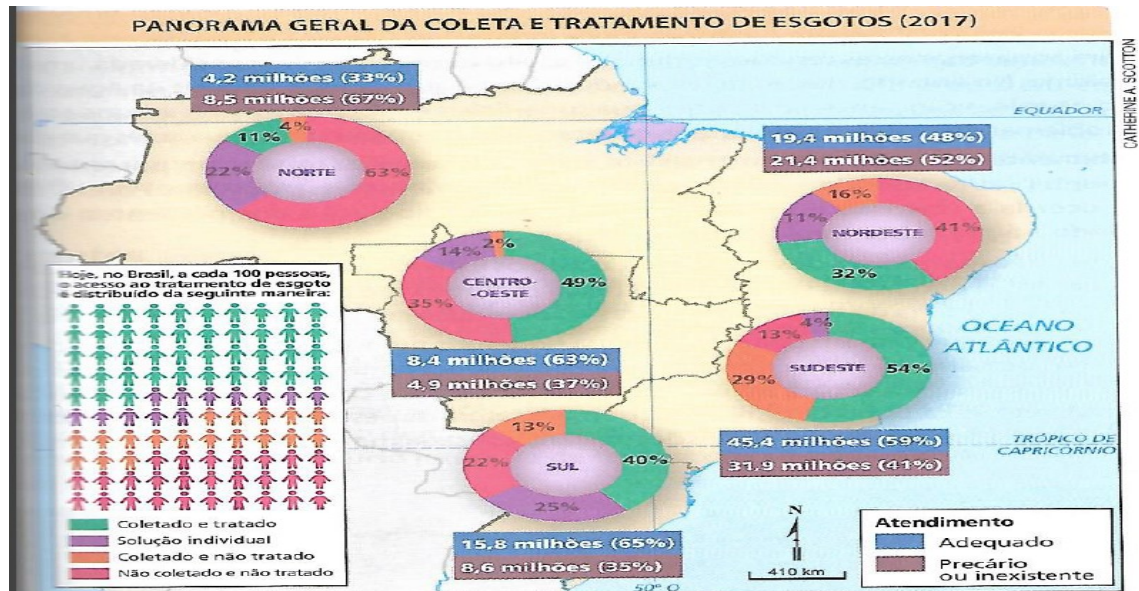 PANORAMA GERAL DA COLETA E TRATAMENTO DE ESGOTOS (2017)
CATHERINE A. SCOTTON
4,2 milhões (33%)
8,5 milhões (67%)
EQUADOR
11%
4%
22%
63%
NORTE
19,4 milhões (48%)
21,4 milhões (52%)
16%
11%
41%
NORDESTE
32%
14%
2%
49%
35%
CENTRO-
-OESTE
8,4 milhões (63%)
4,9 milhões (37%)
OCEANO
ATLÂNTICO
13%
4%
54%
29%
SUDESTE
45,4 milhões (59%)
31,9 milhões (41%)
TRÓPICO DE
CAPRICÓRNIO
13%
40%
22%
SUL
25%
15,8 milhões (65%)
8,6 milhões (35%)
Hoje, no Brasil, a cada 100 pessoas,
o acesso ao tratamento de esgoto
é distribuído da seguinte maneira:
Coletado e tratado
Solução individual
Coletado e não tratado
Não coletado e não tratado
N
410 km
50° O
Atendimento
Adequado
Precário
ou inexistente